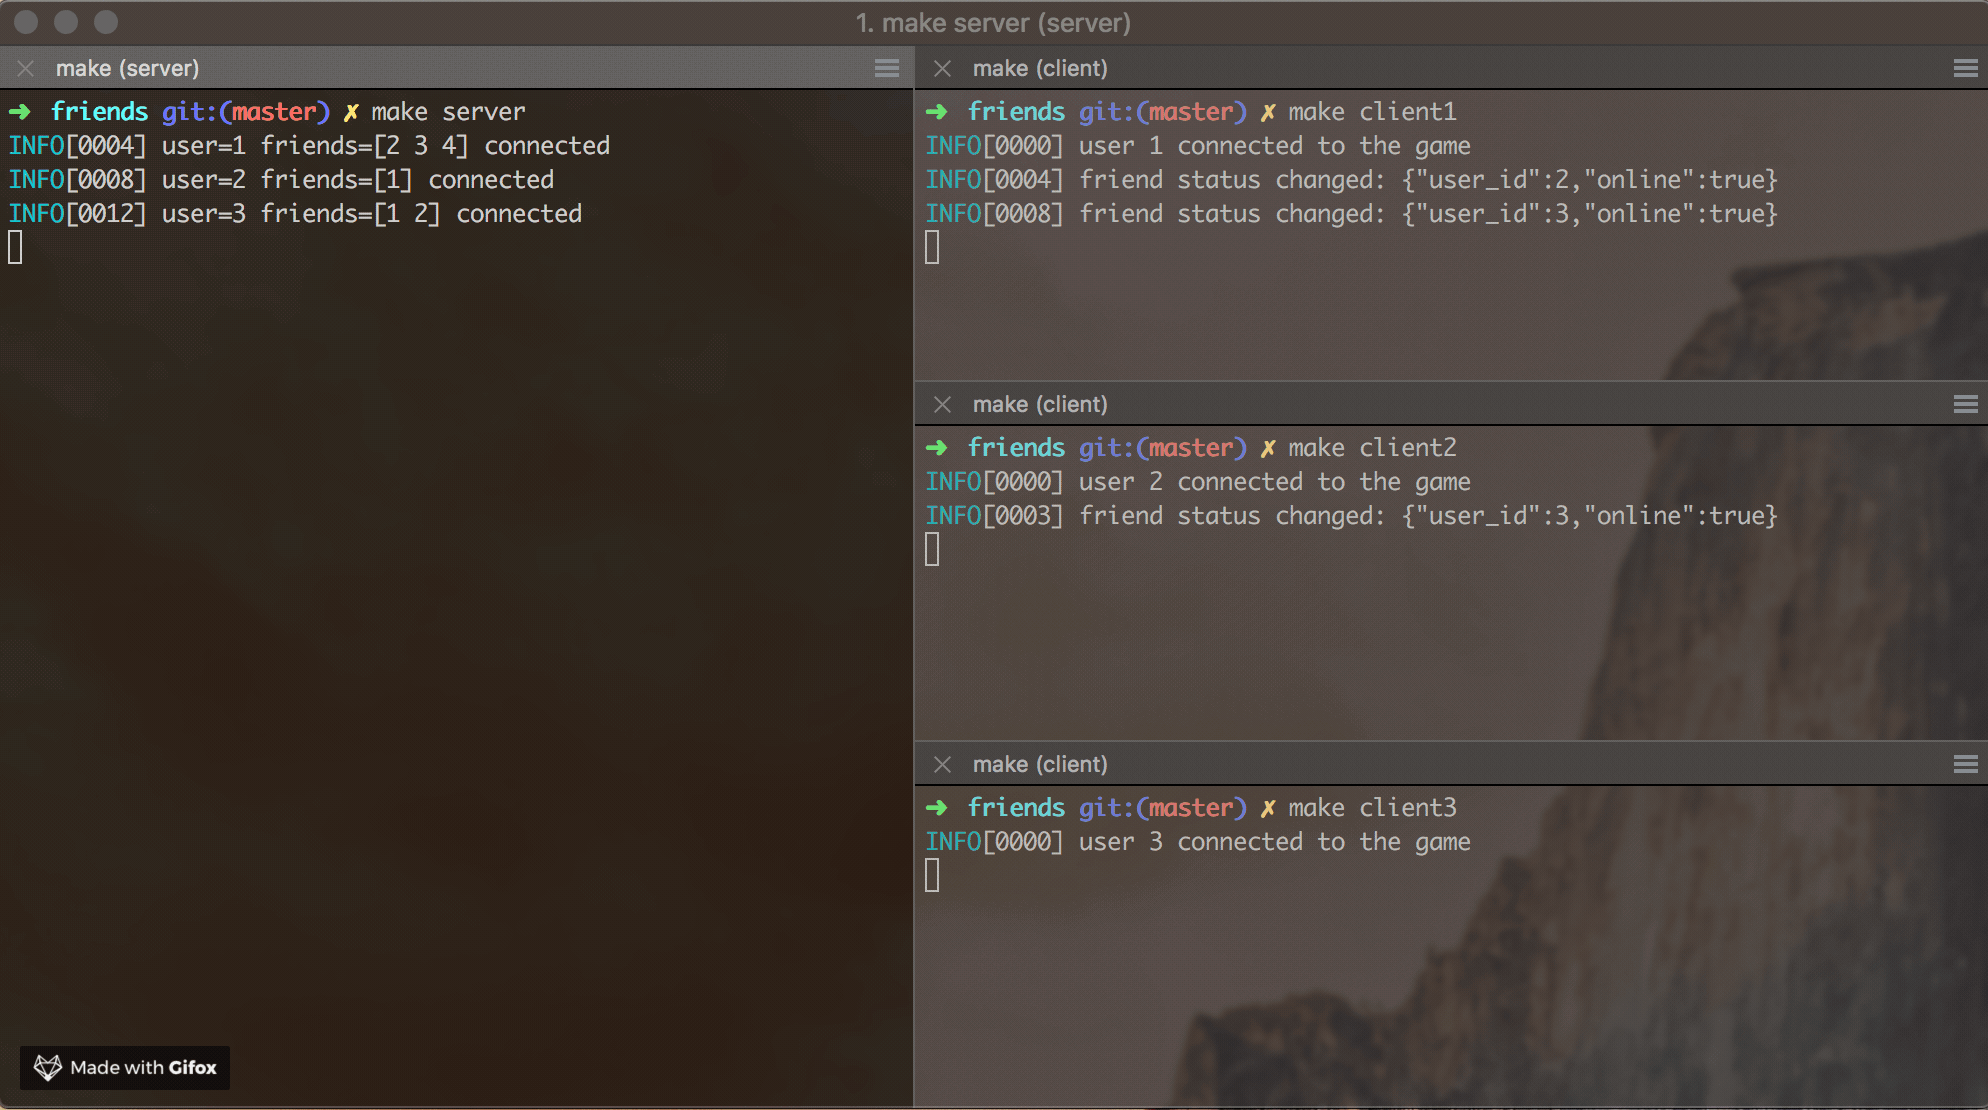 1. make server (server)
make (server)
➜ friends git:(master) ✗ make server
INFO[0004] user=1 friends=[2 3 4] connected
INFO[0008] user=2 friends=[1] connected
INFO[0012] user=3 friends=[1 2] connected
make (client)
➜ friends git:(master) ✗ make client1
INFO[0000] user 1 connected to the game
INFO[0004] friend status changed: {"user_id":2,"online":true}
INFO[0008] friend status changed: {"user_id":3,"online":true}
make (client)
➜ friends git:(master) ✗ make client2
INFO[0000] user 2 connected to the game
INFO[0003] friend status changed: {"user_id":3,"online":true}
make (client)
➜ friends git:(master) ✗ make client3
INFO[0000] user 3 connected to the game
Made with Gifox